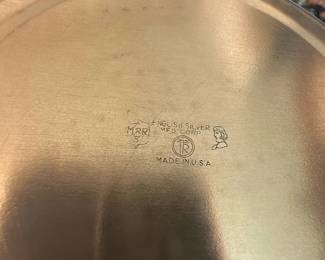 ENGLISH SILVER
MFG. CORP.
MADE IN U.S.A